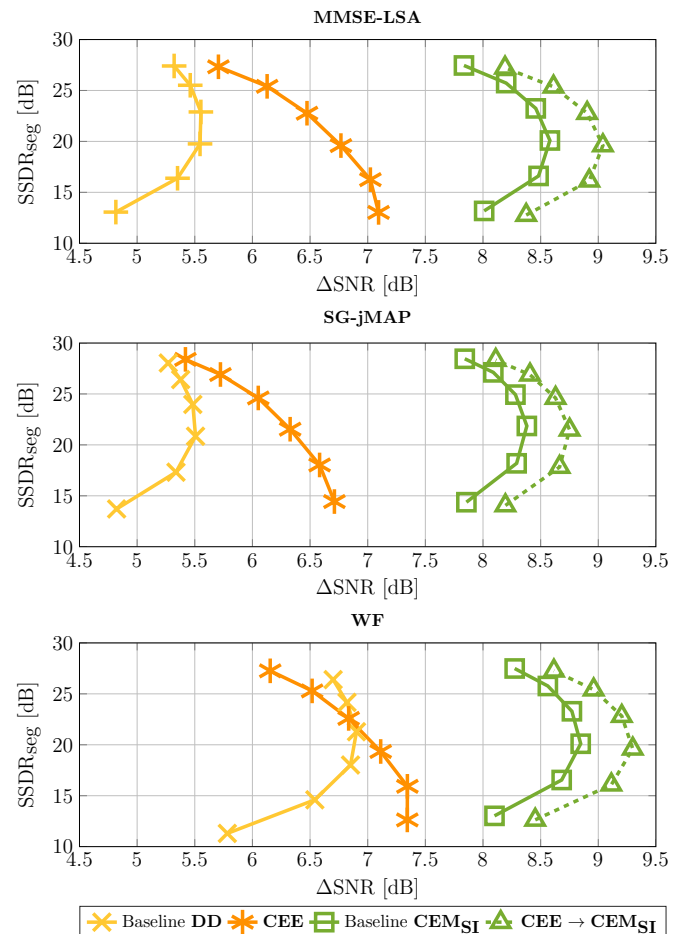 MMSE-LSA
30
25
20
15
10
SSDRseg [dB]
4.5 5 5.5 6 6.5 7 7.5 8 8.5 9 9.5
ΔSNR [dB]
SG-jMAP
30
25
20
15
10
SSDRseg [dB]
4.5 5 5.5 6 6.5 7 7.5 8 8.5 9 9.5
ΔSNR [dB]
WF
30
25
20
15
10
SSDRseg [dB]
4.5 5 5.5 6 6.5 7 7.5 8 8.5 9 9.5
ΔSNR [dB]
Baseline DD CEE Baseline CEMSI CEE → CEMSI